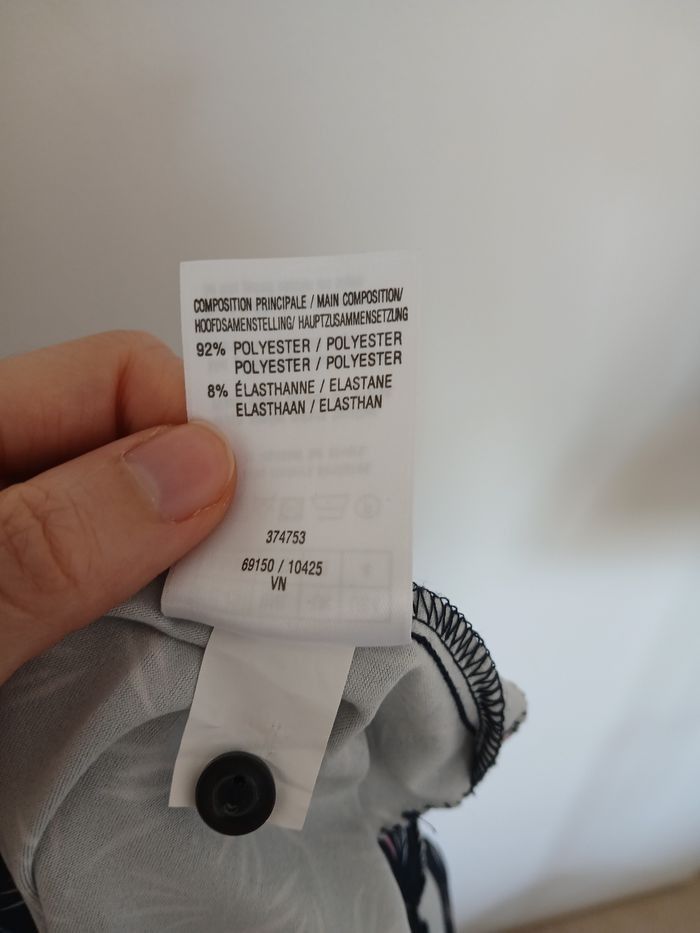 COMPOSITION PRINCIPALE / MAIN COMPOSITION/
HOOFDSAMENSTELLING/ HAUPTZUSAMMENSETZUNG
92% POLYESTER / POLYESTER
POLYESTER / POLYESTER
8% ÉLASTHANNE / ELASTANE
ELASTHAAN / ELASTHAN
374753
69150 / 10425
VN